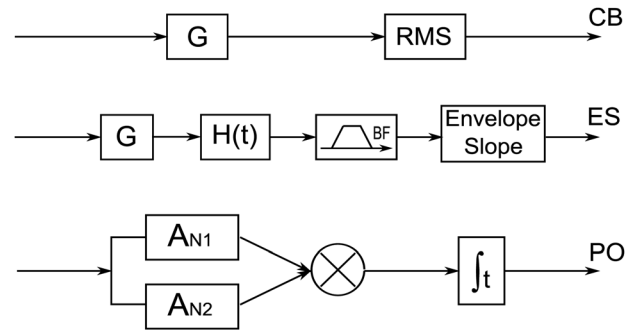 G RMS CB
G H(t) BF Envelope Slope ES
AN1
AN2
∫t PO